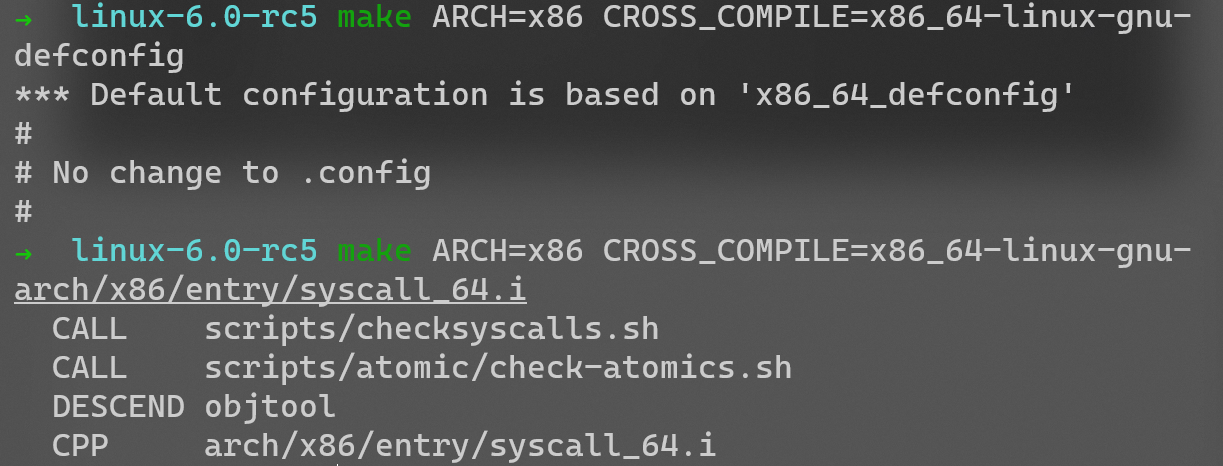 → linux-6.0-rc5 make ARCH=x86 CROSS_COMPILE=x86_64-linux-gnu-
defconfig
*** Default configuration is based on 'x86_64_defconfig'
#
# No change to .config
#
→ linux-6.0-rc5 make ARCH=x86 CROSS_COMPILE=x86_64-linux-gnu-
arch/x86/entry/syscall_64.i
CALL scripts/checksyscalls.sh
CALL scripts/atomic/check-atomics.sh
DESCEND objtool
CPP arch/x86/entry/syscall_64.i